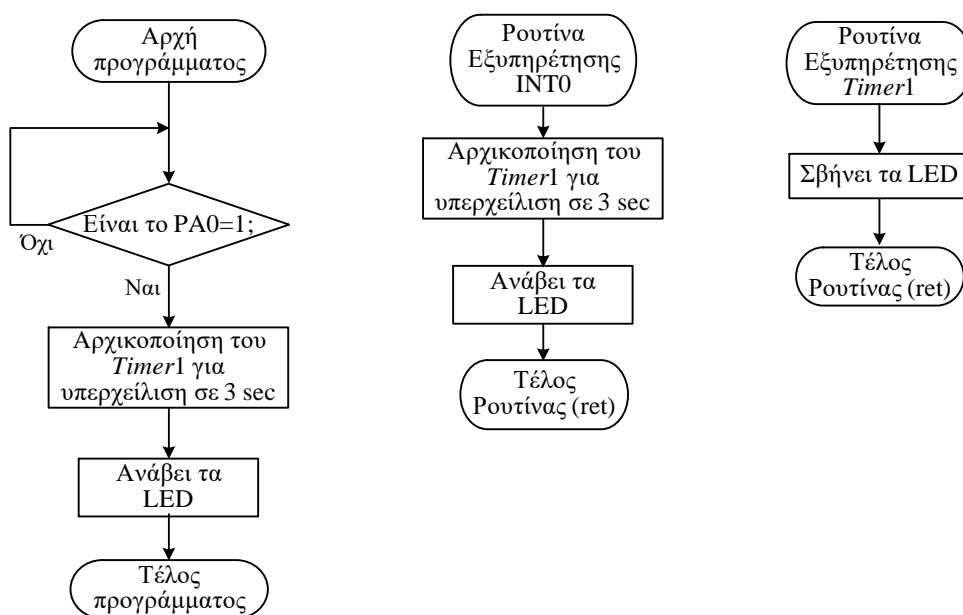 Αρχή
προγράμματος
Είναι το PA0=1;
Όχι
Ναι
Αρχικοποίηση του
Timer1 για
υπερχείλιση σε 3 sec
Ανάβει τα
LED
Τέλος
προγράμματος
Ρουτίνα
Εξυπηρέτησης
INT0
Αρχικοποίηση του
Timer1 για
υπερχείλιση σε 3 sec
Ανάβει τα
LED
Τέλος
Ρουτίνας (ret)
Ρουτίνα
Εξυπηρέτησης
Timer1
Σβήνει τα LED
Τέλος
Ρουτίνας (ret)